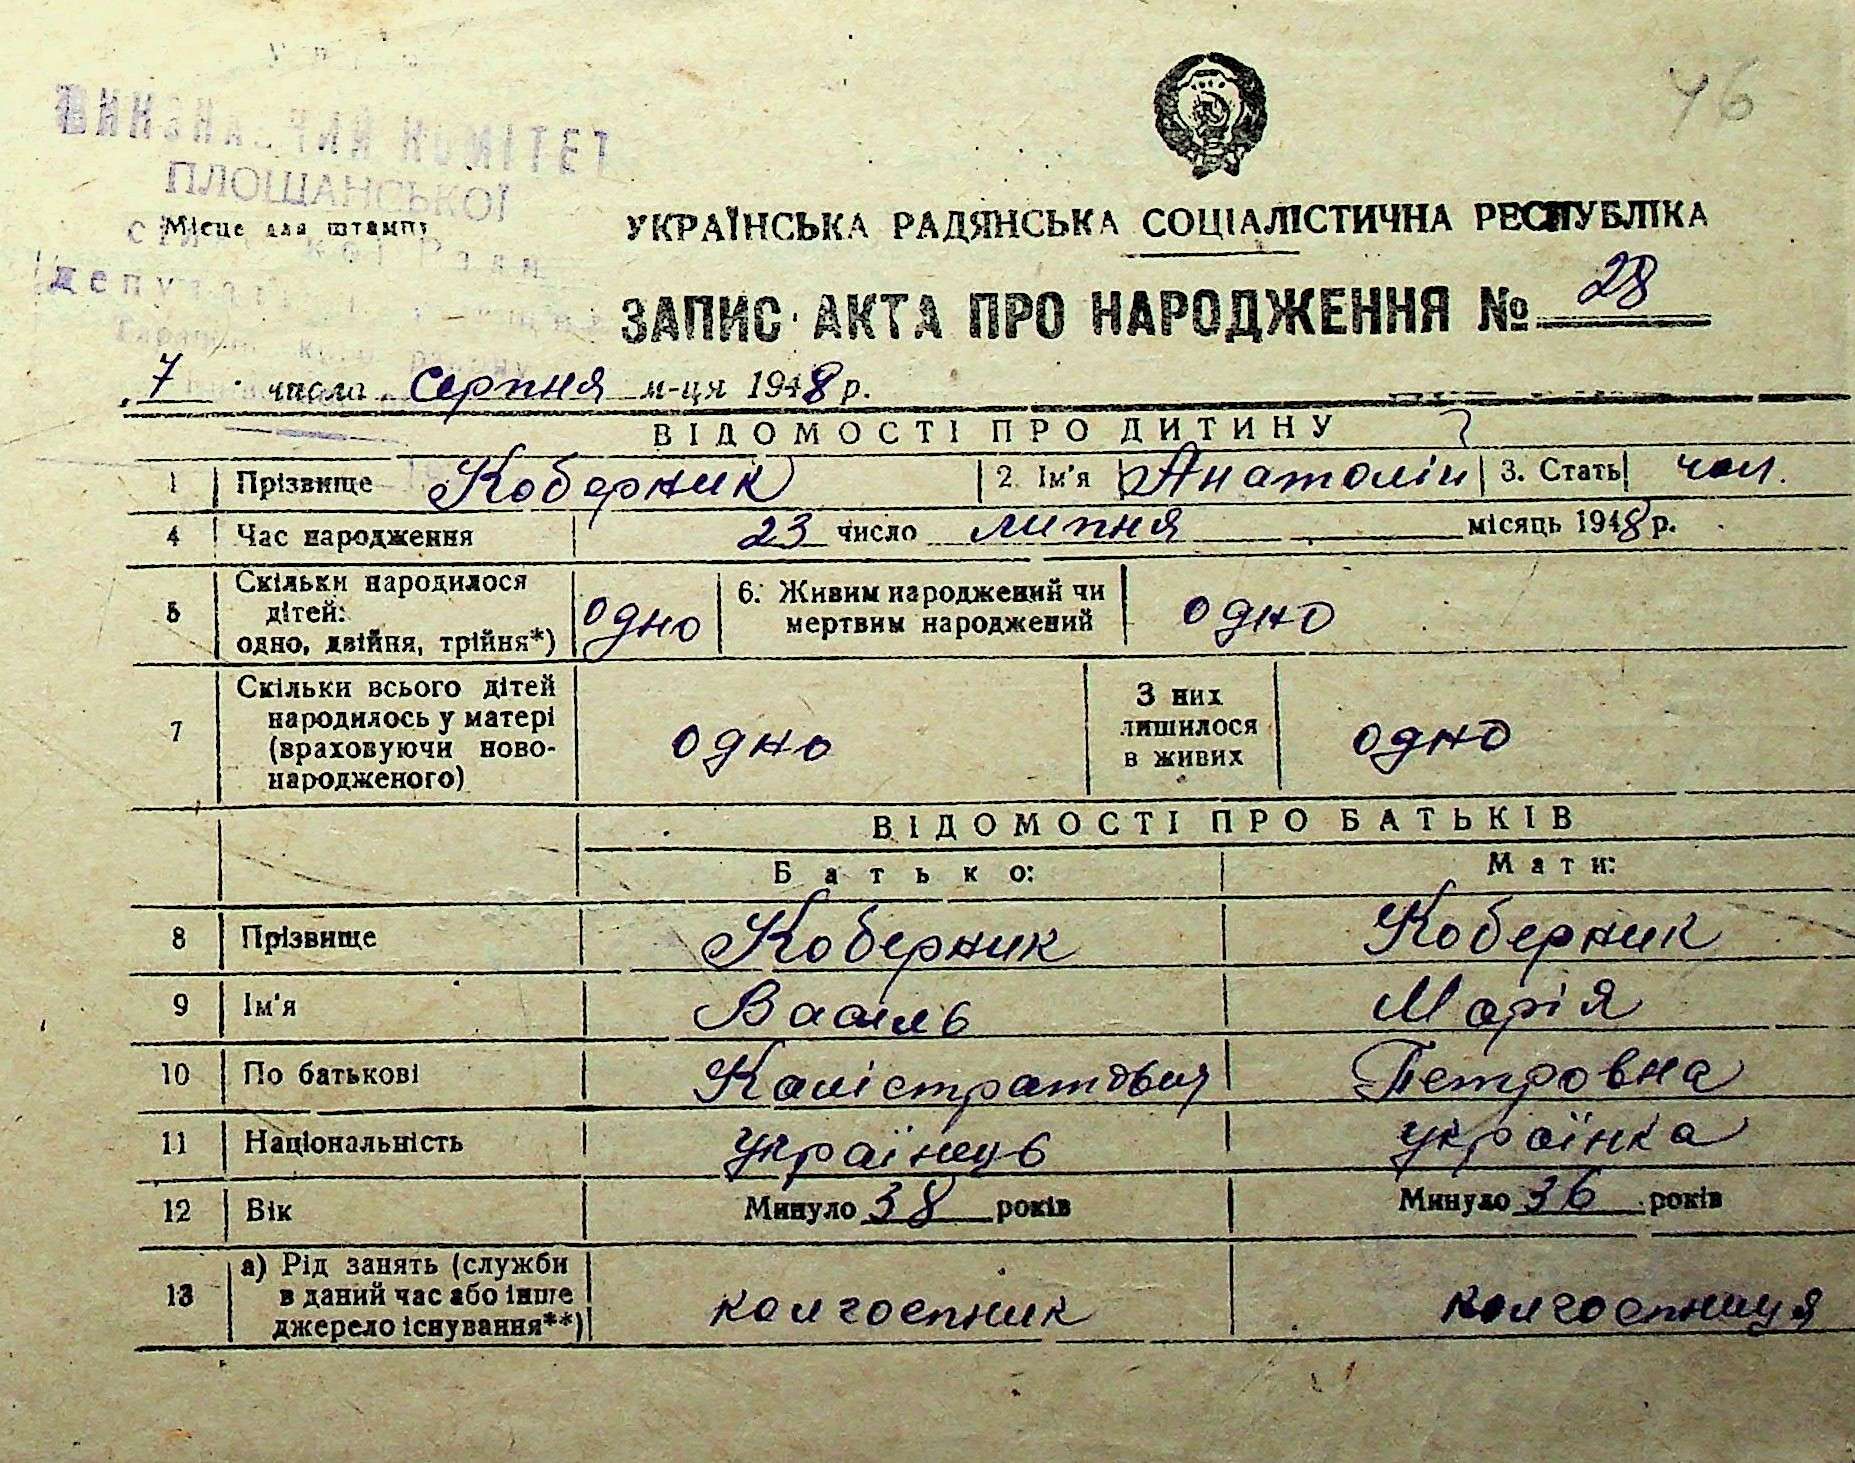 46
КОМІТЕТ
ПЛОЩАНСЬКОЇ
Місце для штампу
УКРАЇНСЬКА РАДЯНСЬКА СОЦІАЛІСТИЧНА РЕСПУБЛІКА
ЗАПИС АКТА ПРО НАРОДЖЕННЯ № 28
7 числа серпня м-ця 1948 р.
ВІДОМОСТІ ПРО ДИТИНУ
1 Прізвище Коберник 2 Ім'я Анатолій 3. Стать чол.
4 Час народження 23 число липня місяць 1948 р.
5 Скільки народилося
дітей:
одно, двійня, трійня*) одно 6. Живим народжений чи
мертвим народжений одно
7 Скільки всього дітей
народилось у матері
(враховуючи ново-
народженого) одно З них
лишилося
в живих одно
ВІДОМОСТІ ПРО БАТЬКІВ
Батько: Мати:
8 Прізвище Коберник Коберник
9 Ім'я Василь Марія
10 По батькові Калістратович Петровна
11 Національність українець українка
12 Вік Минуло 38 років Минуло 36 років
13 а) Рід занять (служби
в даний час або інше
джерело існування**) колгоспник колгоспниця